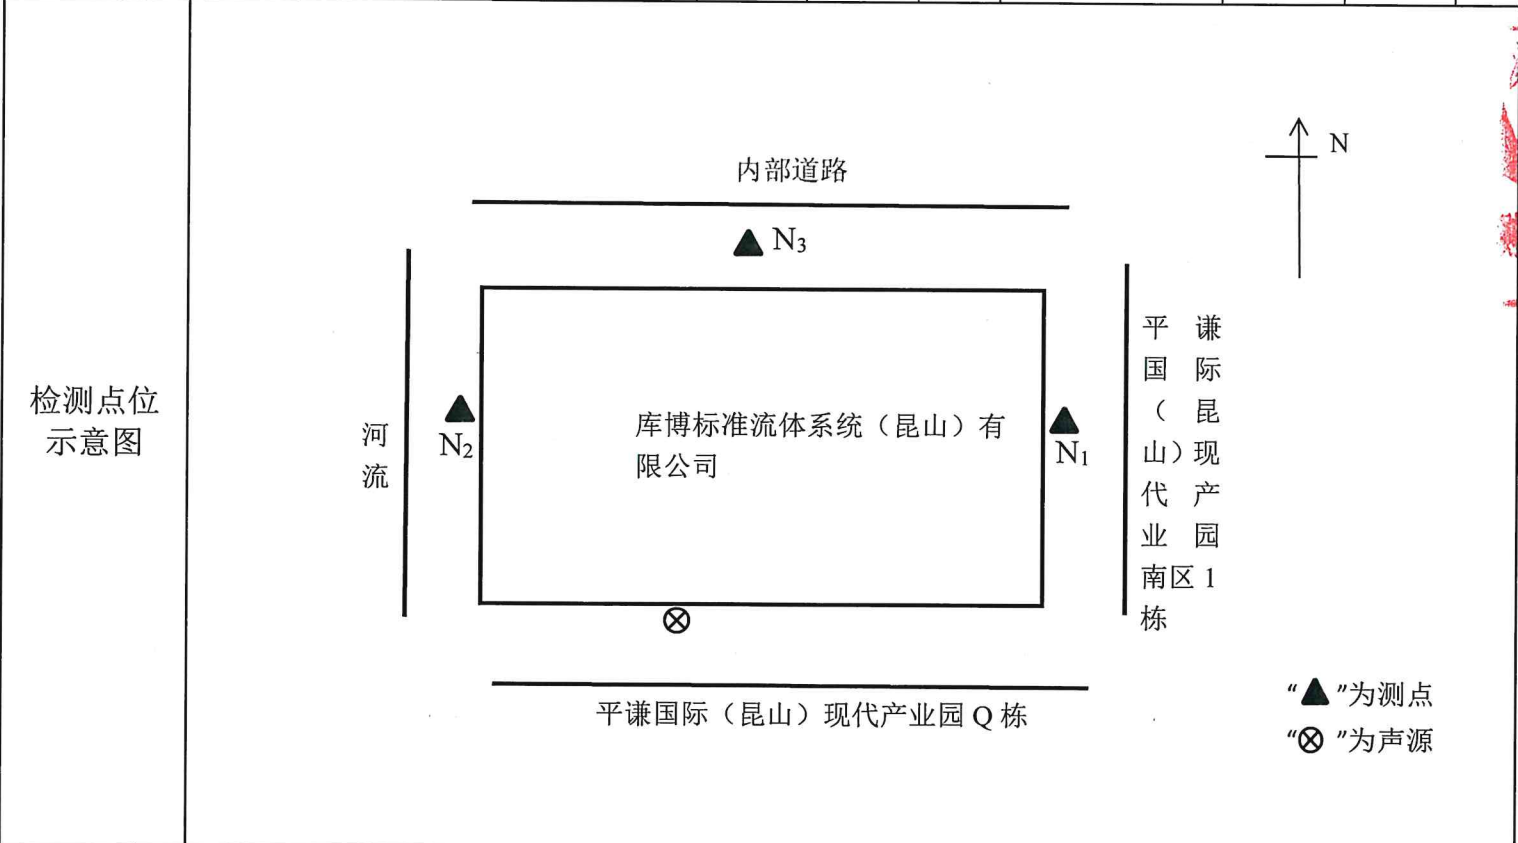 检测点位
示意图
内部道路
N
N₃
河
流
N₂
库博标准流体系统（昆山）有
限公司
N₁
平谦
国际
（昆
山）现
代产
业园
南区1
栋
平谦国际（昆山）现代产业园 Q 栋
“▲”为测点
“⊗”为声源